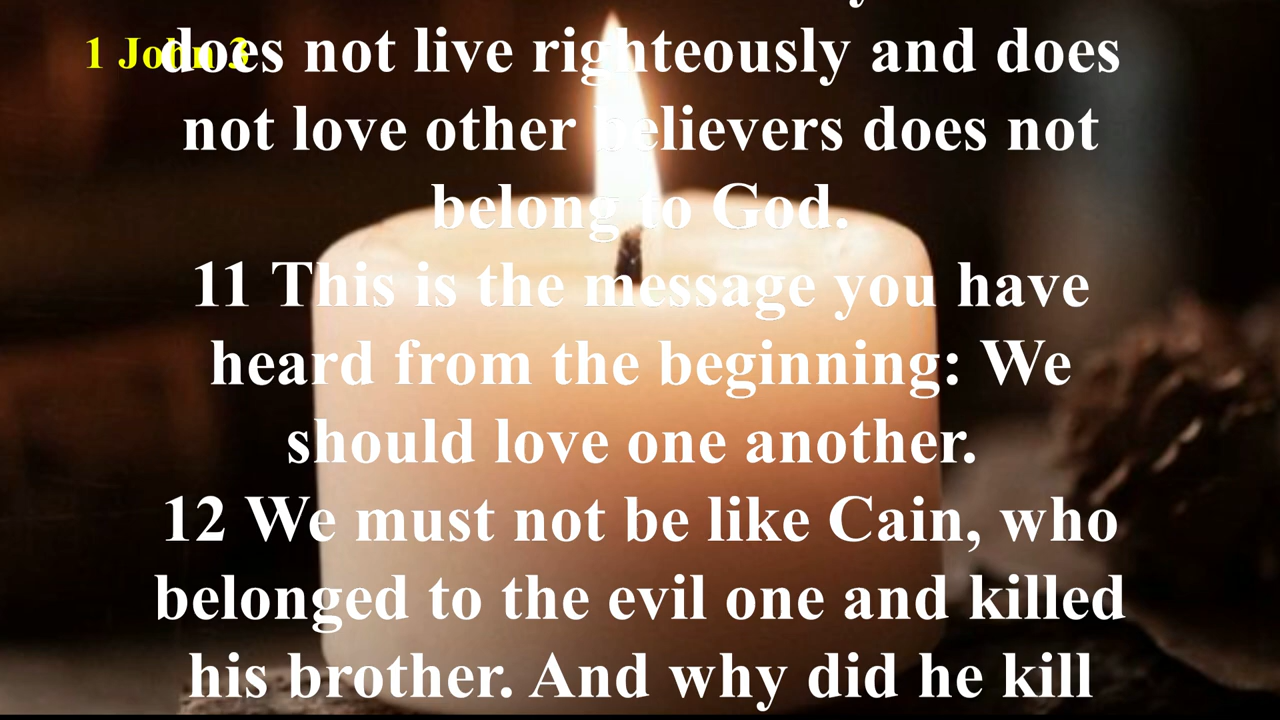 1 John 3
does not live righteously and does
not love other believers does not
belong to God.
11 This is the message you have
heard from the beginning: We
should love one another.
12 We must not be like Cain, who
belonged to the evil one and killed
his brother. And why did he kill